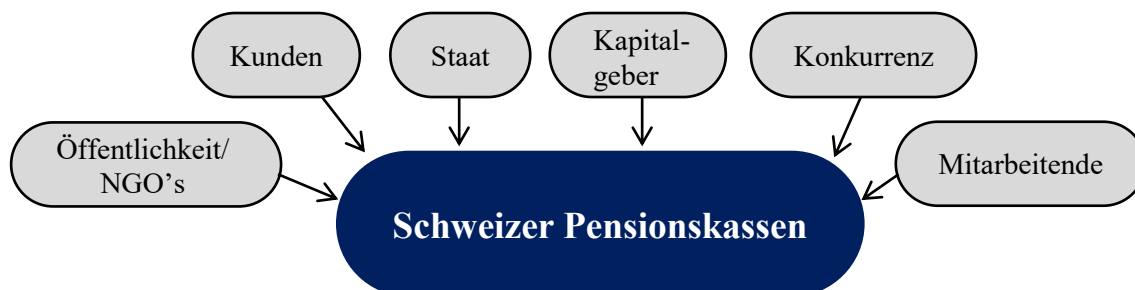 Kunden
Staat
Kapital-
geber
Konkurrenz
Öffentlichkeit/
NGO’s
Mitarbeitende
Schweizer Pensionskassen